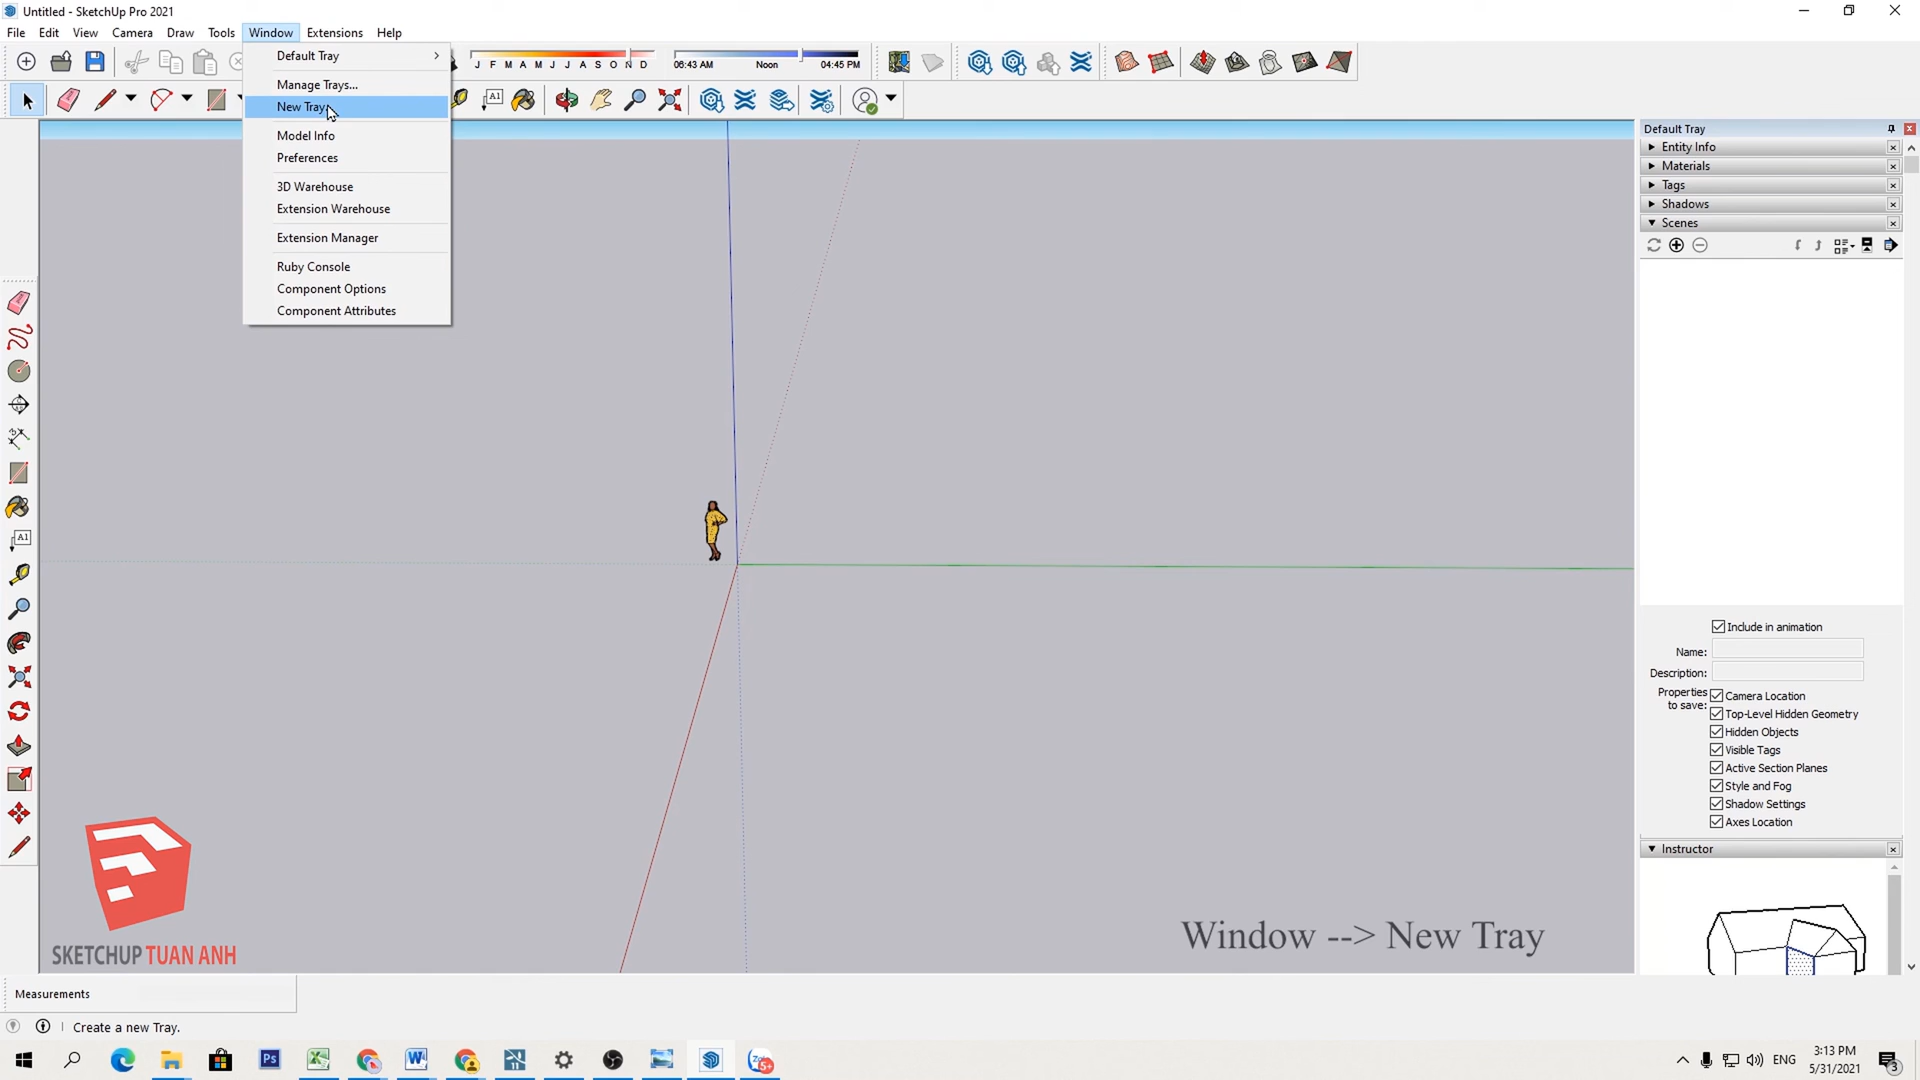 Untitled - SketchUp Pro 2021
File Edit View Camera Draw Tools Window Extensions Help
Default Tray
Manage Trays...
New Tray
Model Info
Preferences
3D Warehouse
Extension Warehouse
Extension Manager
Ruby Console
Component Options
Component Attributes
J F M A M J J A S O N D
06:43 AM Noon 04:45 PM
A1
Default Tray
Entity Info
Materials
Tags
Shadows
Scenes
Include in animation
Name:
Description:
Properties to save:
Camera Location
Top-Level Hidden Geometry
Hidden Objects
Visible Tags
Active Section Planes
Style and Fog
Shadow Settings
Axes Location
Instructor
A1
SKETCHUP TUAN ANH
Window --> New Tray
Measurements
Create a new Tray.
Ps
5+
ENG
3:13 PM
5/31/2021
3